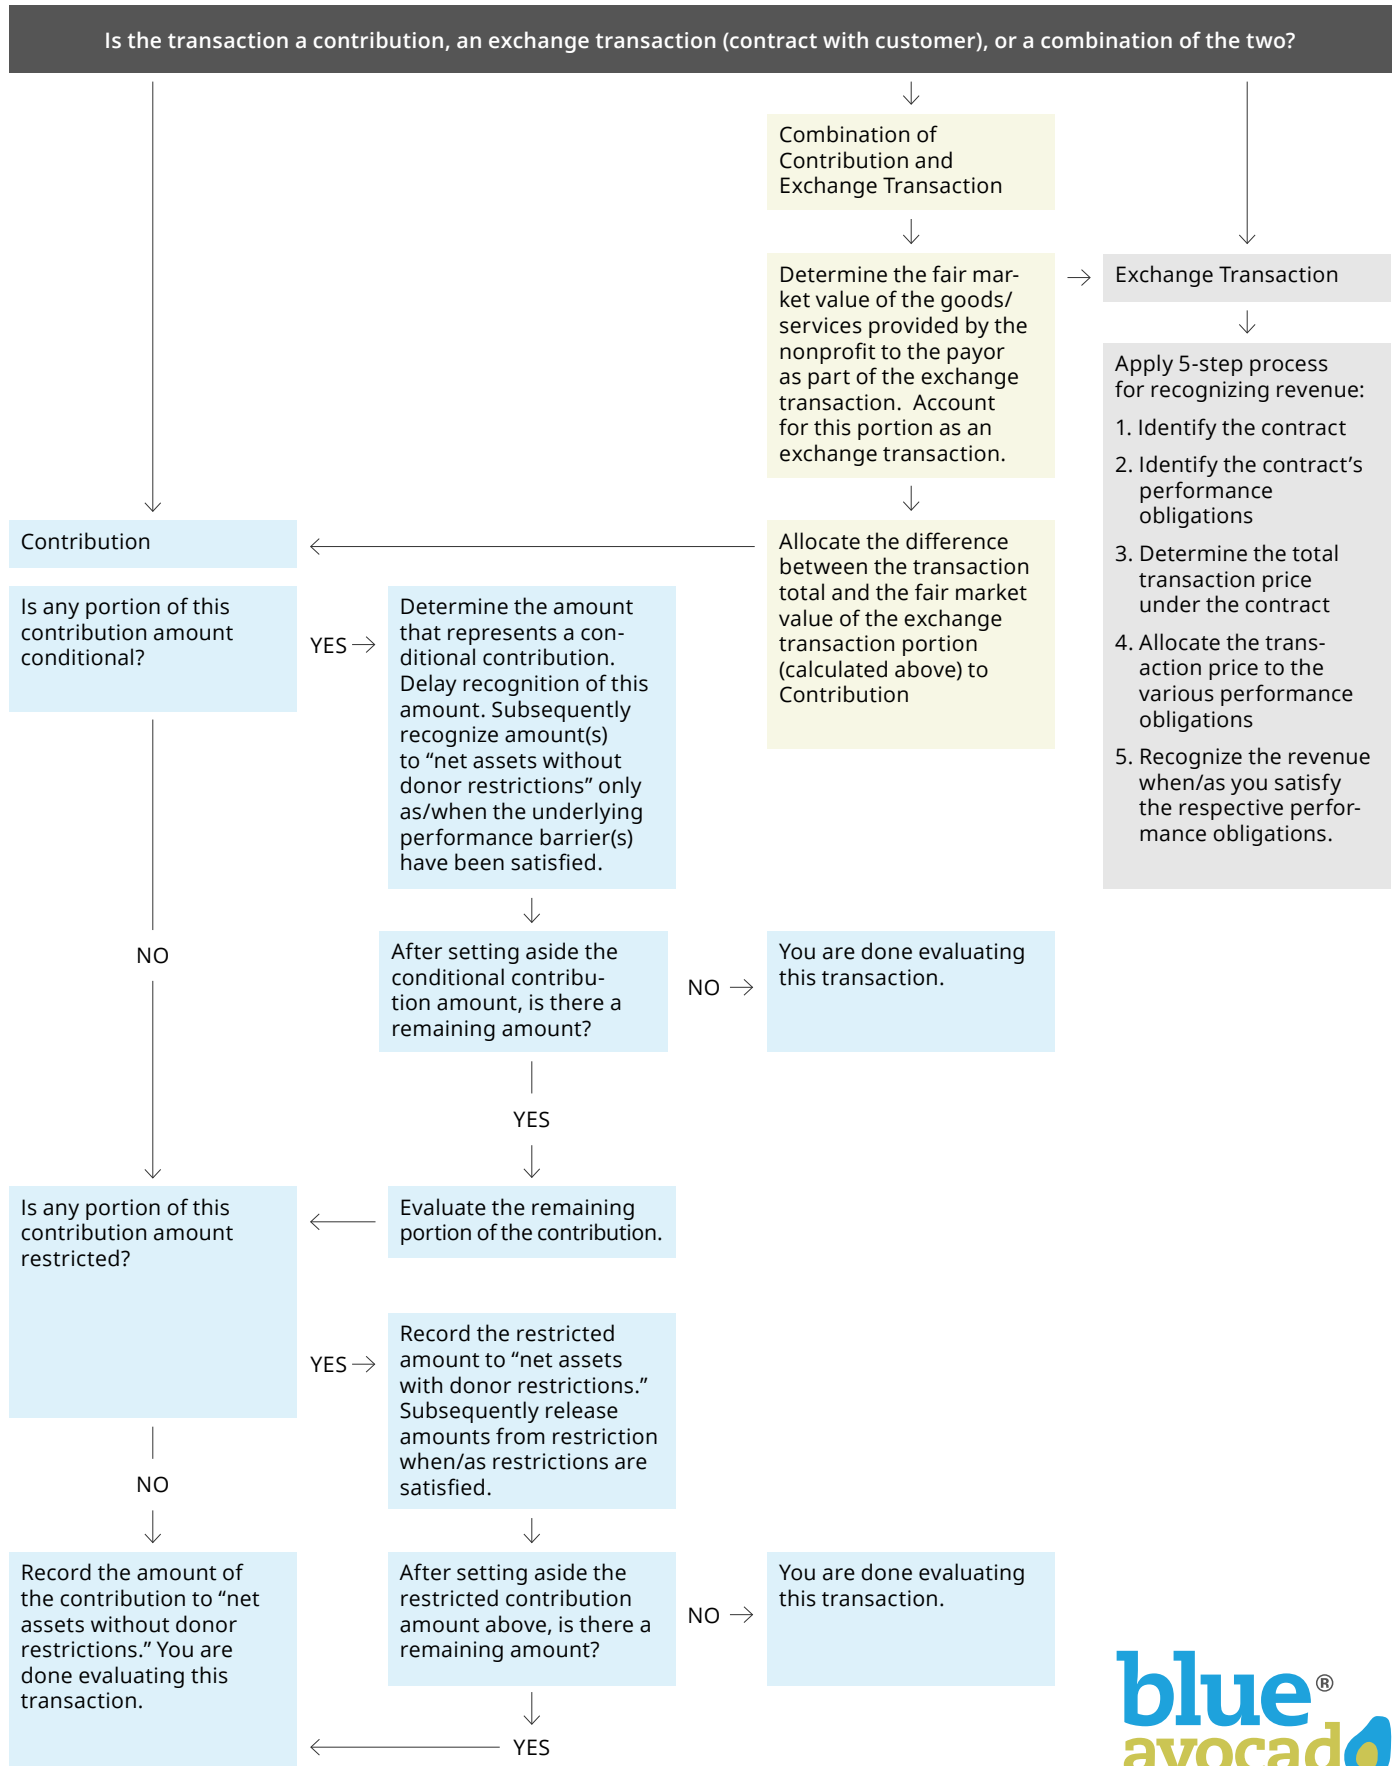 Is the transaction a contribution, an exchange transaction (contract with customer), or a combination of the two?
Combination of
Contribution and
Exchange Transaction
Determine the fair mar-
ket value of the goods/
services provided by the
nonprofit to the payor
as part of the exchange
transaction.  Account
for this portion as an
exchange transaction.
Exchange Transaction
Apply 5-step process
for recognizing revenue:
1. Identify the contract
2. Identify the contract’s
performance
obligations
3. Determine the total
transaction price
under the contract
4. Allocate the trans-
action price to the
various performance
obligations
5. Recognize the revenue
when/as you satisfy
the respective perfor-
mance obligations.
Allocate the difference
between the transaction
total and the fair market
value of the exchange
transaction portion
(calculated above) to
Contribution
Contribution
Is any portion of this
contribution amount
conditional?
YES
Determine the amount
that represents a con-
ditional contribution.
Delay recognition of this
amount. Subsequently
recognize amount(s)
to “net assets without
donor restrictions” only
as/when the underlying
performance barrier(s)
have been satisfied.
NO
After setting aside the
conditional contribu-
tion amount, is there a
remaining amount?
NO
You are done evaluating
this transaction.
YES
Is any portion of this
contribution amount
restricted?
Evaluate the remaining
portion of the contribution.
YES
Record the restricted
amount to “net assets
with donor restrictions.”
Subsequently release
amounts from restriction
when/as restrictions are
satisfied.
NO
Record the amount of
the contribution to “net
assets without donor
restrictions.” You are
done evaluating this
transaction.
After setting aside the
restricted contribution
amount above, is there a
remaining amount?
NO
You are done evaluating
this transaction.
YES
blue®
avocado